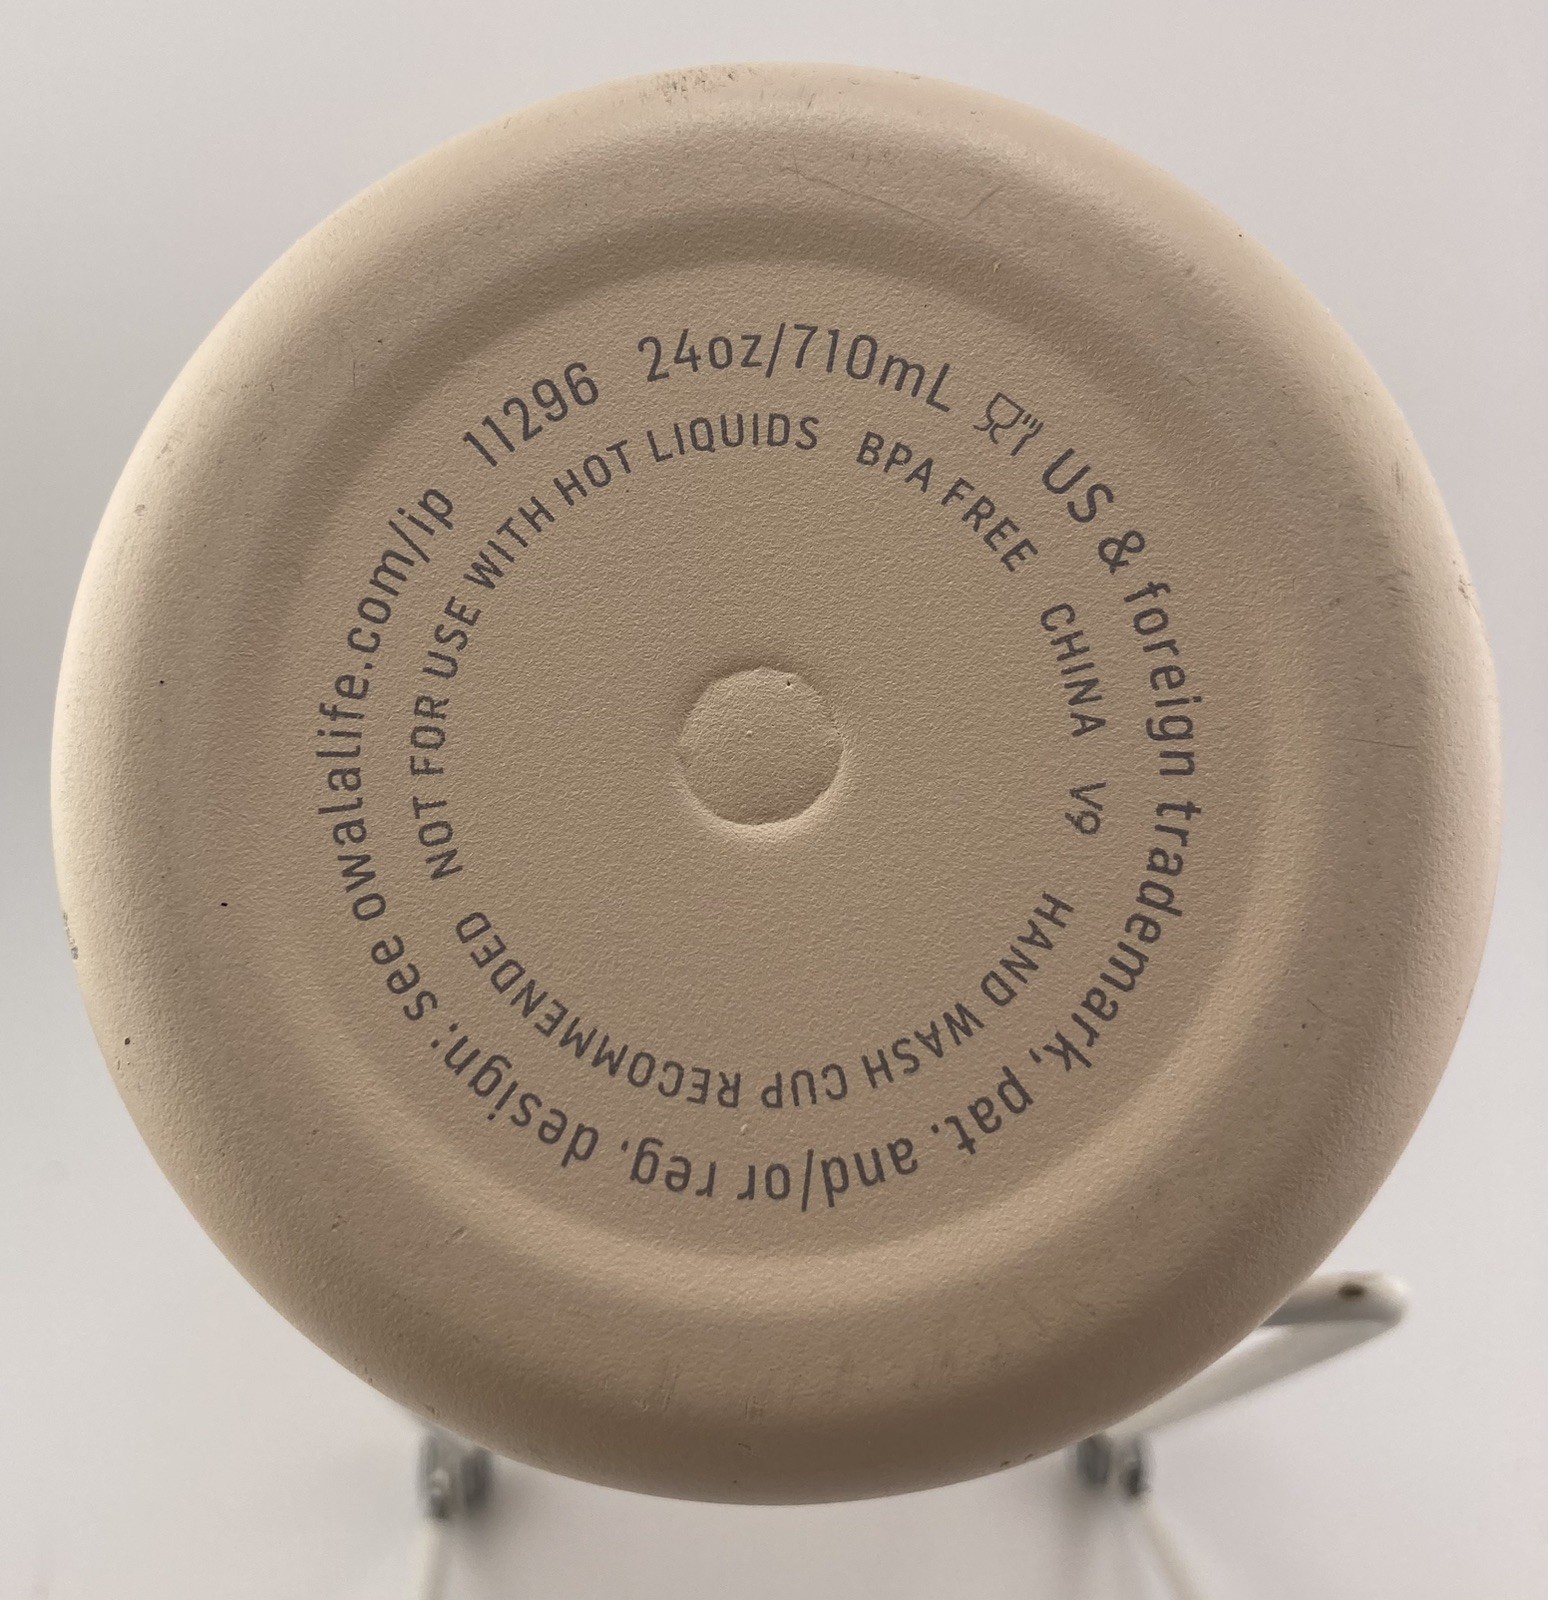 11296 24oz/710mL US & foreign trademark, pat. and/or reg. design: see owalalife.com/ip
NOT FOR USE WITH HOT LIQUIDS BPA FREE CHINA V9 HAND WASH CUP RECOMMENDED